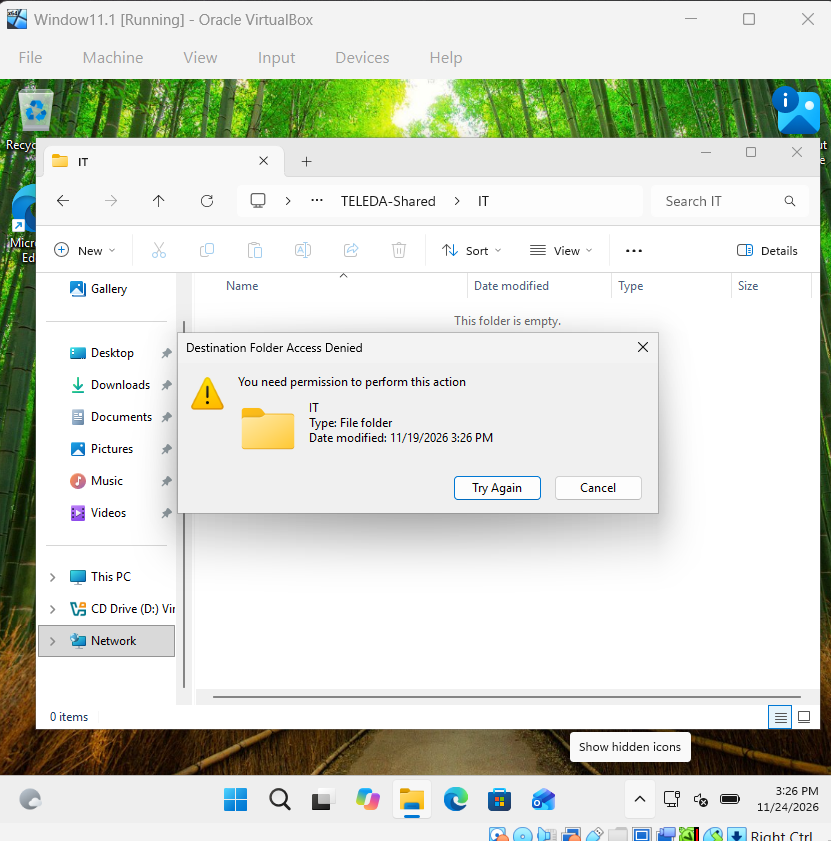 Window11.1 [Running] - Oracle VirtualBox
File Machine View Input Devices Help
IT
TELEDA-Shared IT
Search IT
New Sort View Details
Name Date modified Type Size
This folder is empty.
Gallery
Desktop
Downloads
Documents
Pictures
Music
Videos
This PC
CD Drive (D:) Vir
Network
Destination Folder Access Denied
You need permission to perform this action
IT
Type: File folder
Date modified: 11/19/2026 3:26 PM
Try Again Cancel
0 items
Show hidden icons
3:26 PM
11/24/2026
Right Ctrl